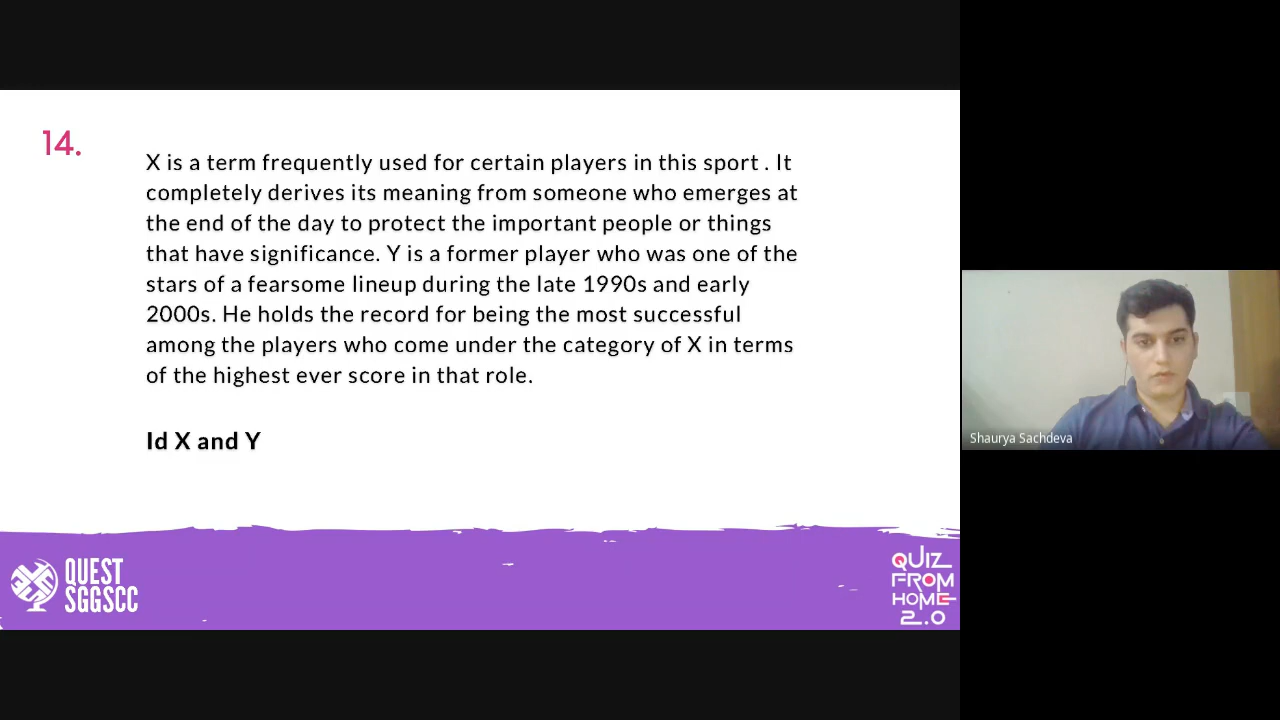 14.
X is a term frequently used for certain players in this sport . It
completely derives its meaning from someone who emerges at
the end of the day to protect the important people or things
that have significance. Y is a former player who was one of the
stars of a fearsome lineup during the late 1990s and early
2000s. He holds the record for being the most successful
among the players who come under the category of X in terms
of the highest ever score in that role.
Id X and Y
Shaurya Sachdeva
QUEST
SGGSCC
QUIZ
FROM
HOME
2.0